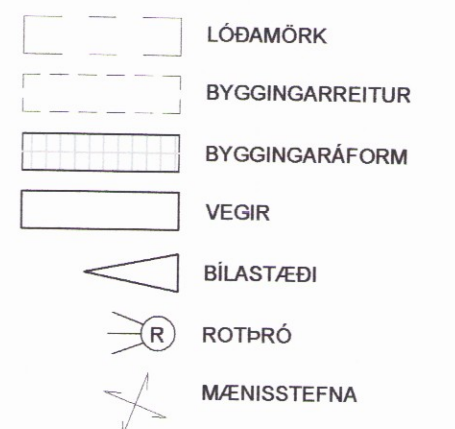 LÓÐAMÖRK
BYGGINGARREITUR
BYGGINGARÁFORM
VEGIR
BÍLASTÆÐI
R ROTÞRÓ
MÆNISSTEFNA